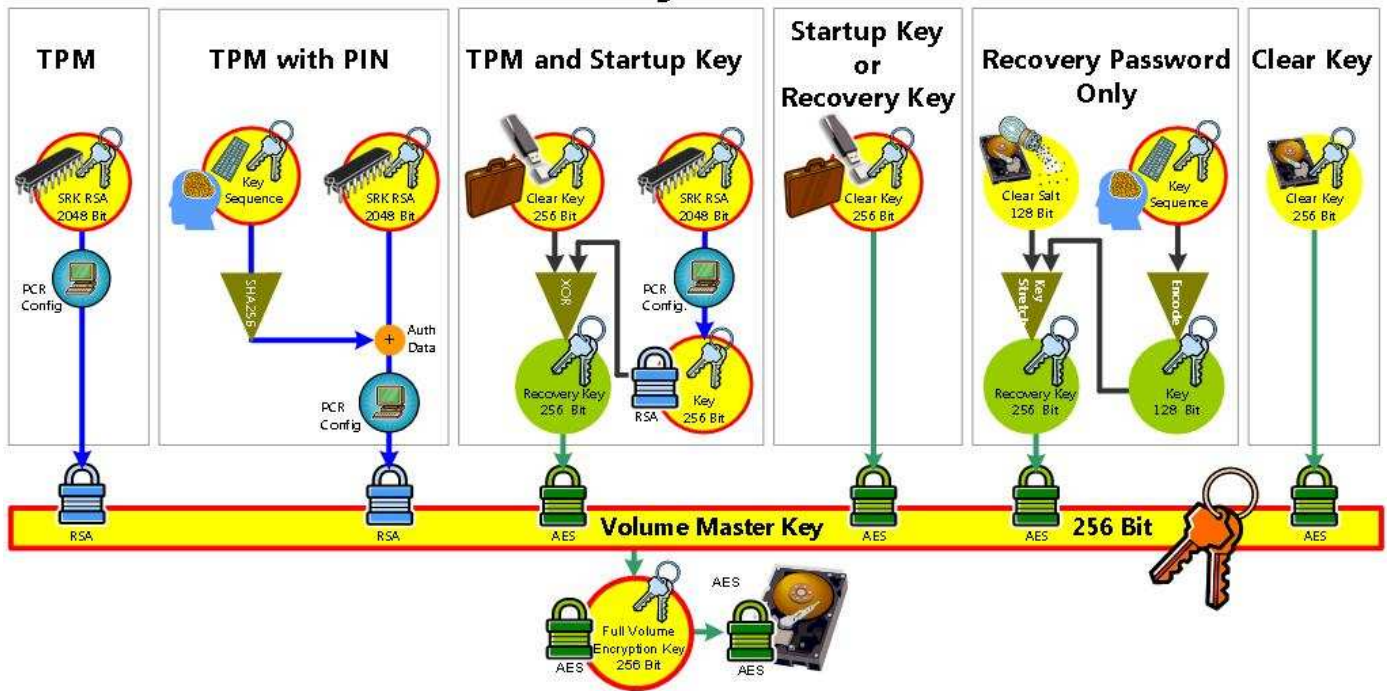 TPM
SRK RSA
2048 Bit
PCR
Config
RSA
TPM with PIN
Key
Sequence
SRK RSA
2048 Bit
SHA256
Auth
Data
PCR
Config
RSA
TPM and Startup Key
Clear Key
256 Bit
SRK RSA
2048 Bit
XOR
PCR
Config.
Recovery Key
256 Bit
RSA
Key
256 Bit
AES
Startup Key
or
Recovery Key
Clear Key
256 Bit
AES
Recovery Password
Only
Clear Salt
128 Bit
Key
Sequence
Key
Stretch
Encode
Recovery Key
256 Bit
Key
128 Bit
AES
Clear Key
Clear Key
256 Bit
AES
Volume Master Key
256 Bit
AES
Full Volume
Encryption Key
256 Bit
AES
AES